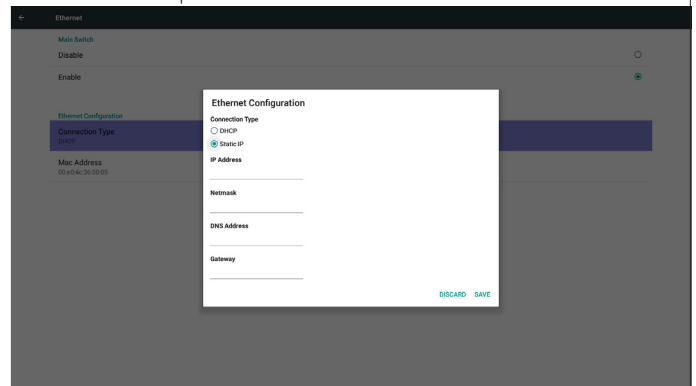 Ethernet
Main Switch
Disable
Enable
Ethernet Configuration
Connection Type
DHCP
Mac Address
00:e0:4c:36:00:05
Ethernet Configuration
Connection Type
DHCP
Static IP
IP Address
Netmask
DNS Address
Gateway
DISCARD SAVE